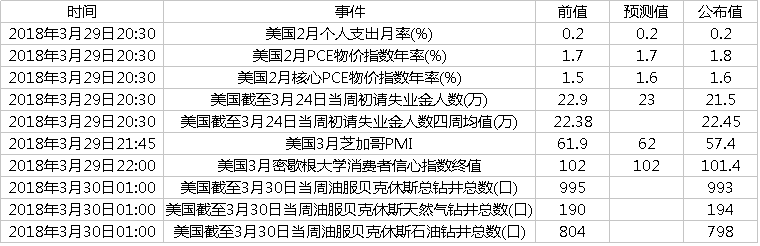 时间 事件 前值 预测值 公布值
2018年3月29日20:30 美国2月个人支出月率(%) 0.2 0.2 0.2
2018年3月29日20:30 美国2月PCE物价指数年率(%) 1.7 1.7 1.8
2018年3月29日20:30 美国2月核心PCE物价指数年率(%) 1.5 1.6 1.6
2018年3月29日20:30 美国截至3月24日当周初请失业金人数(万) 22.9 23 21.5
2018年3月29日20:30 美国截至3月24日当周初请失业金人数四周均值(万) 22.38 22.45
2018年3月29日21:45 美国3月芝加哥PMI 61.9 62 57.4
2018年3月29日22:00 美国3月密歇根大学消费者信心指数终值 102 102 101.4
2018年3月30日01:00 美国截至3月30日当周油服贝克休斯总钻井总数(口) 995 993
2018年3月30日01:00 美国截至3月30日当周油服贝克休斯天然气钻井总数(口) 190 194
2018年3月30日01:00 美国截至3月30日当周油服贝克休斯石油钻井总数(口) 804 798